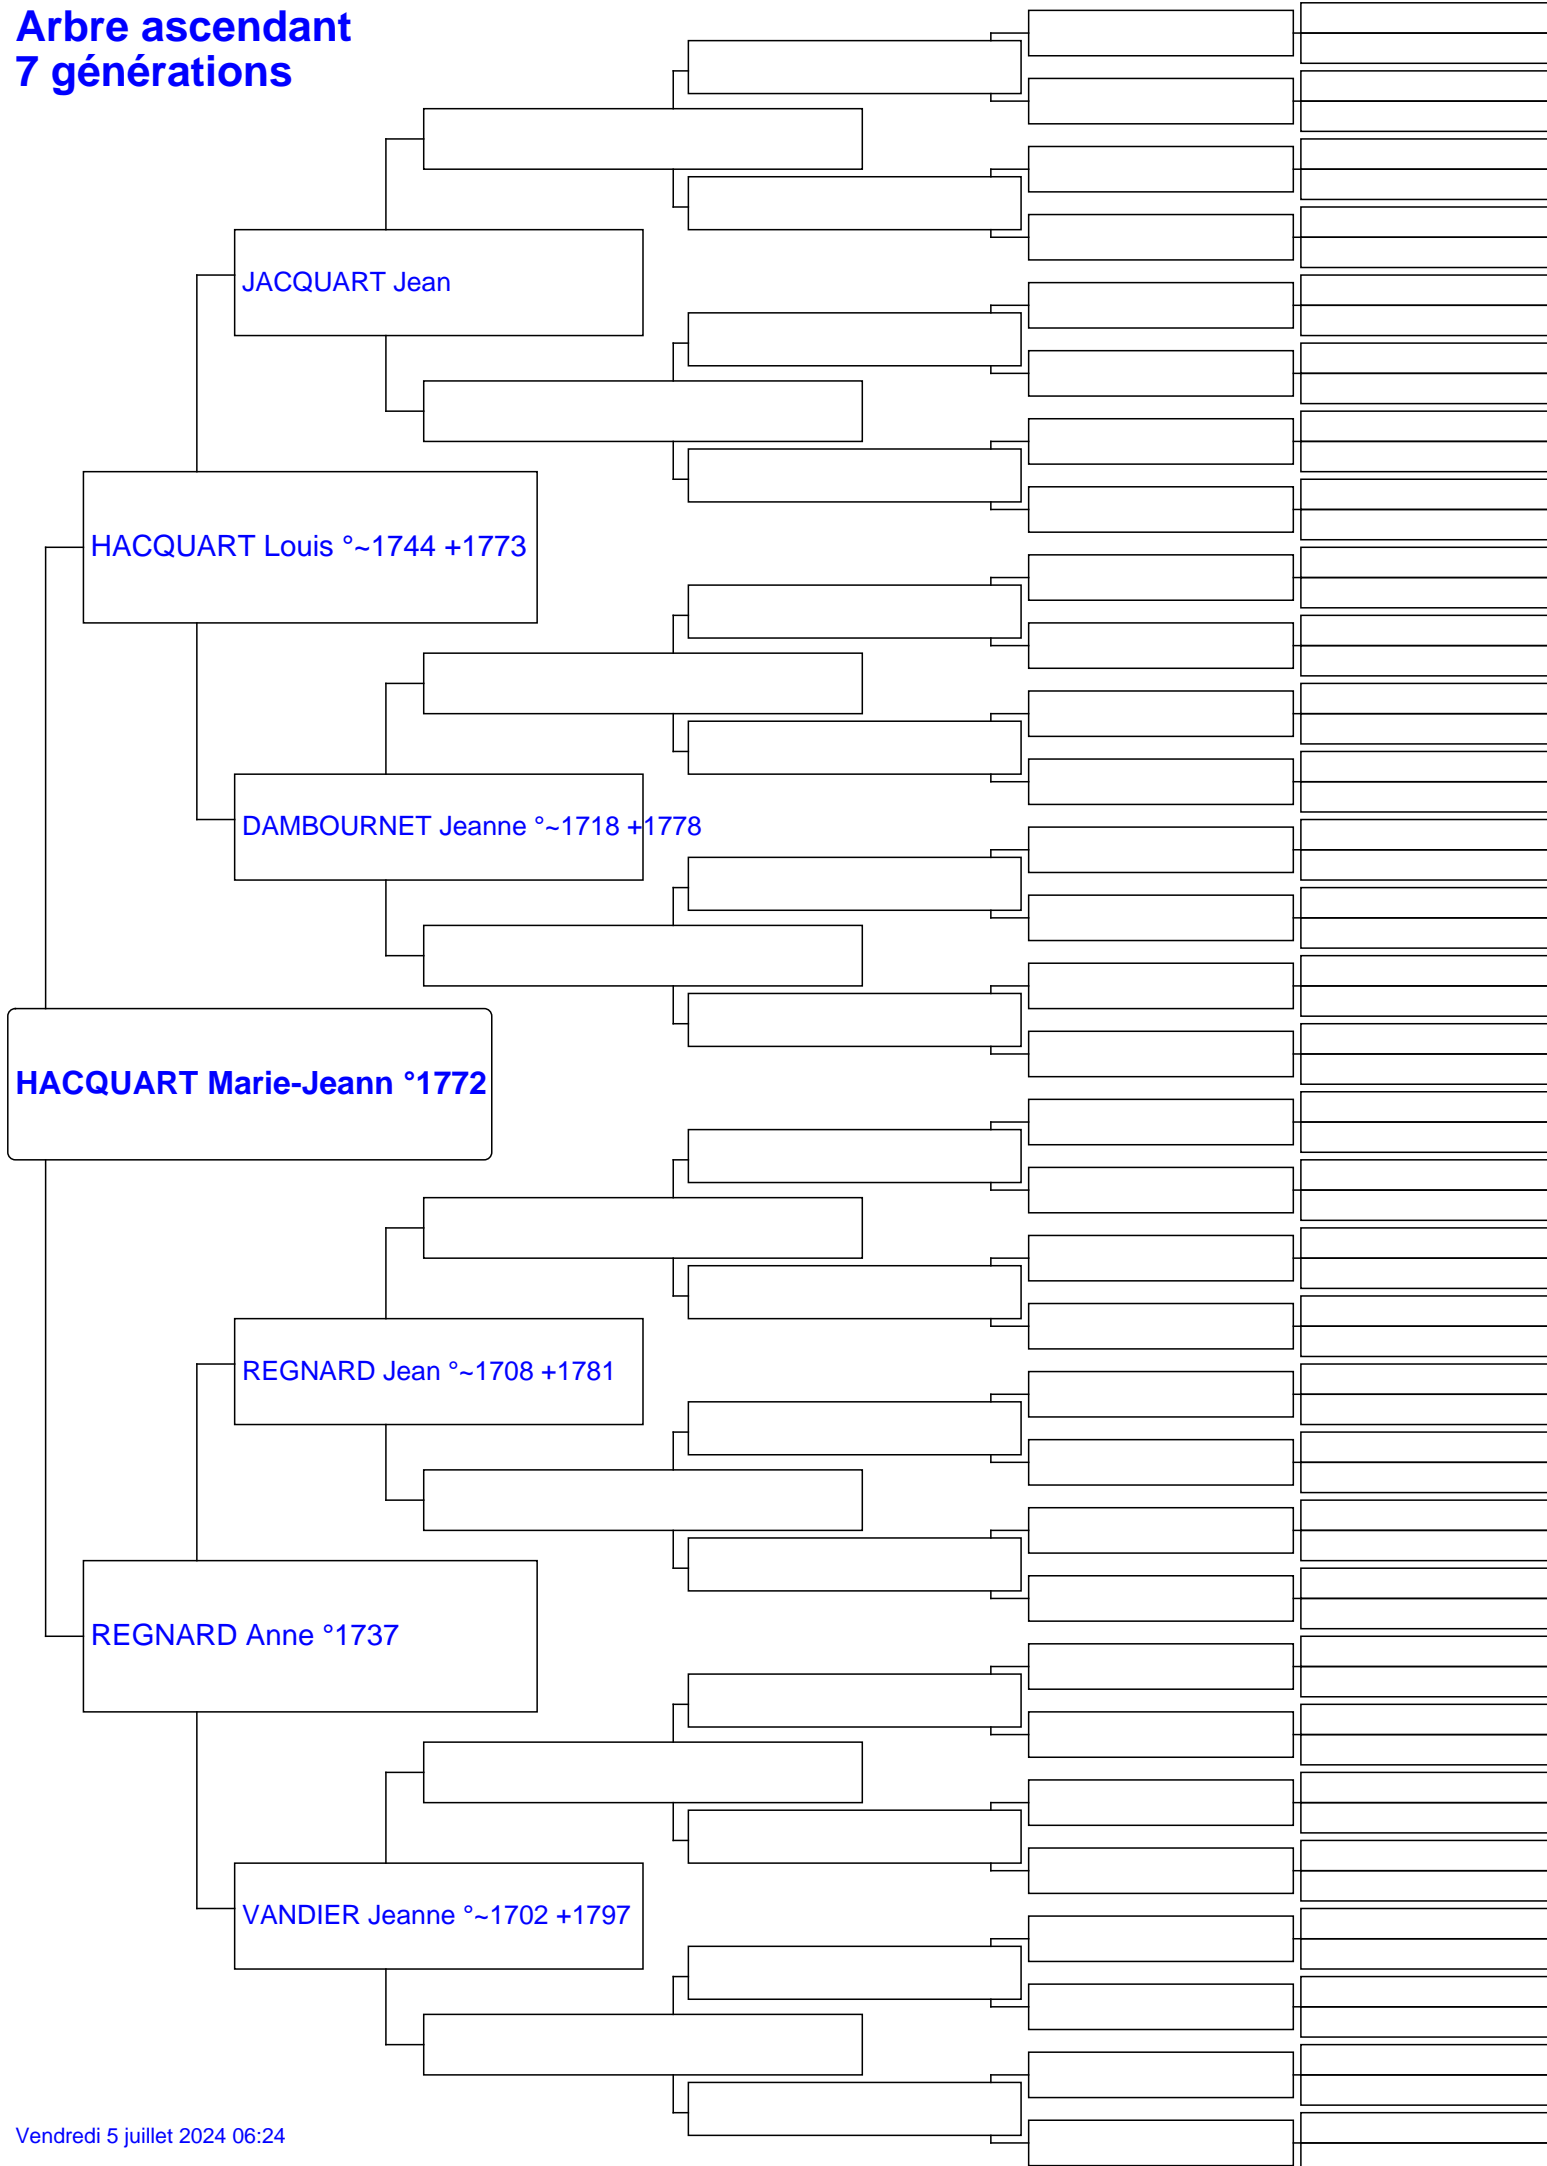 Arbre ascendant
7 générations
JACQUART Jean
HACQUART Louis °~1744 +1773
DAMBOURNET Jeanne °~1718 +1778
HACQUART Marie-Jeann °1772
REGNARD Jean °~1708 +1781
REGNARD Anne °1737
VANDIER Jeanne °~1702 +1797
Vendredi 5 juillet 2024 06:24